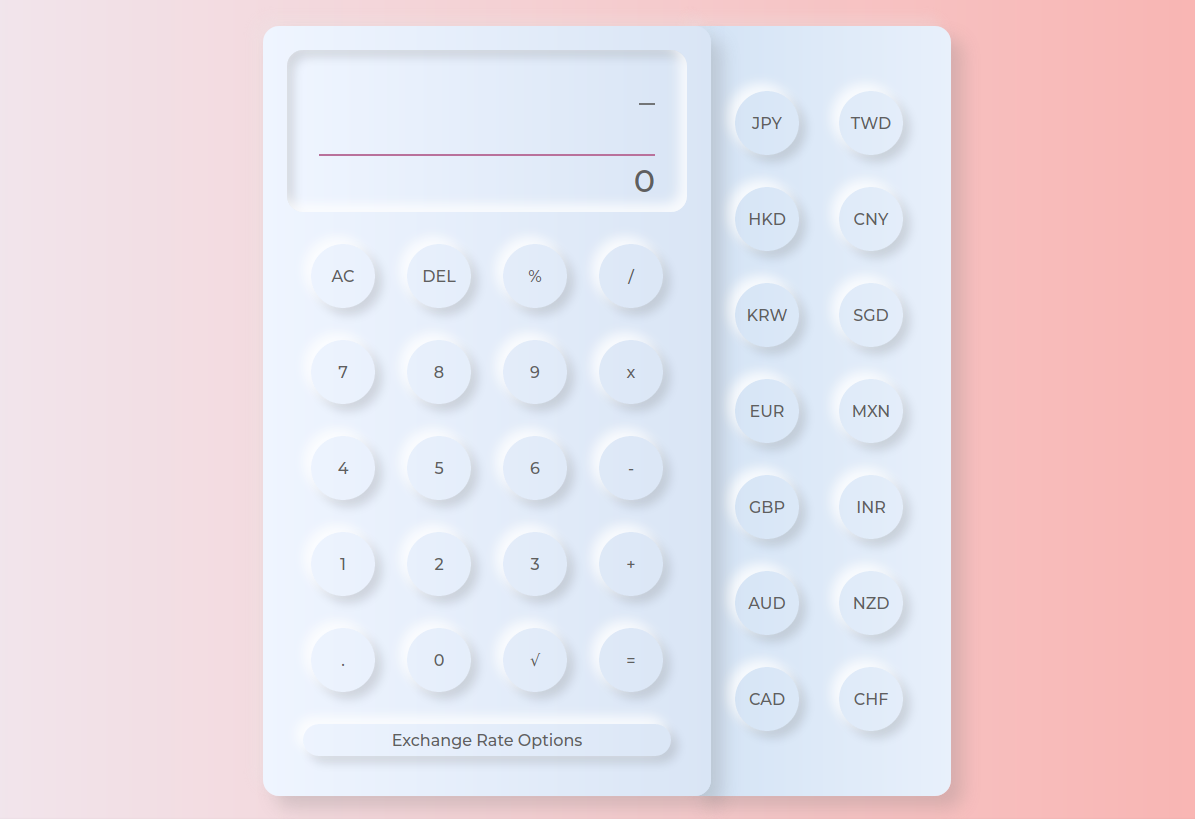 —
0
AC DEL % /
7 8 9 x
4 5 6 -
1 2 3 +
. 0 √ =
Exchange Rate Options
JPY TWD
HKD CNY
KRW SGD
EUR MXN
GBP INR
AUD NZD
CAD CHF